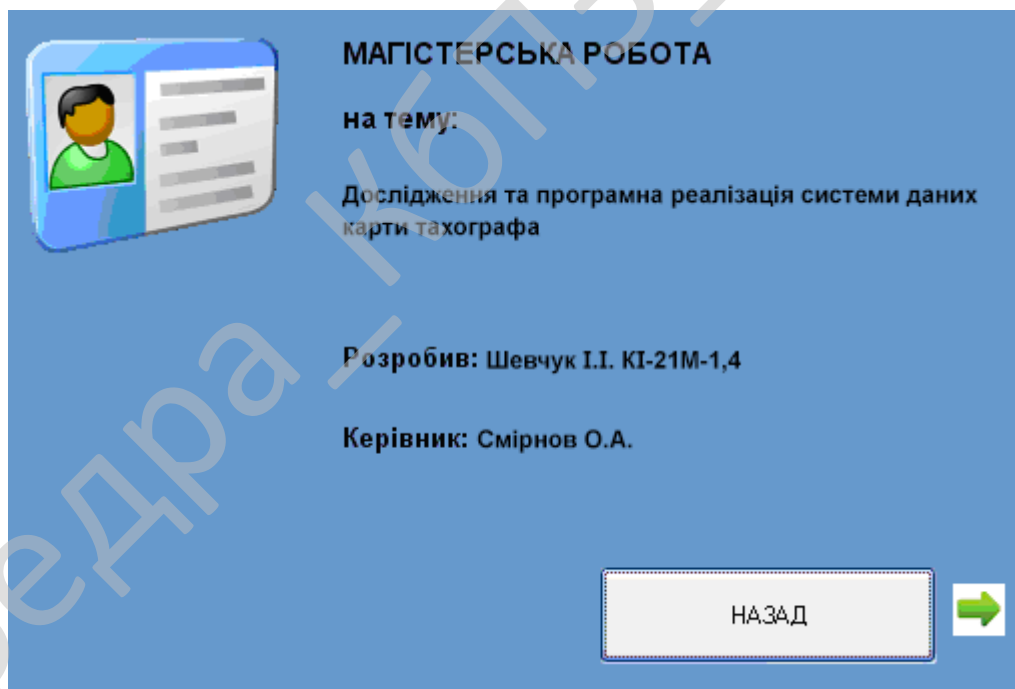 МАГІСТЕРСЬКА РОБОТА
на тему:
Дослідження та програмна реалізація системи даних
карти тахографа
Розробив: Шевчук І.І. КІ-21М-1,4
Керівник: Смірнов О.А.
НАЗАД